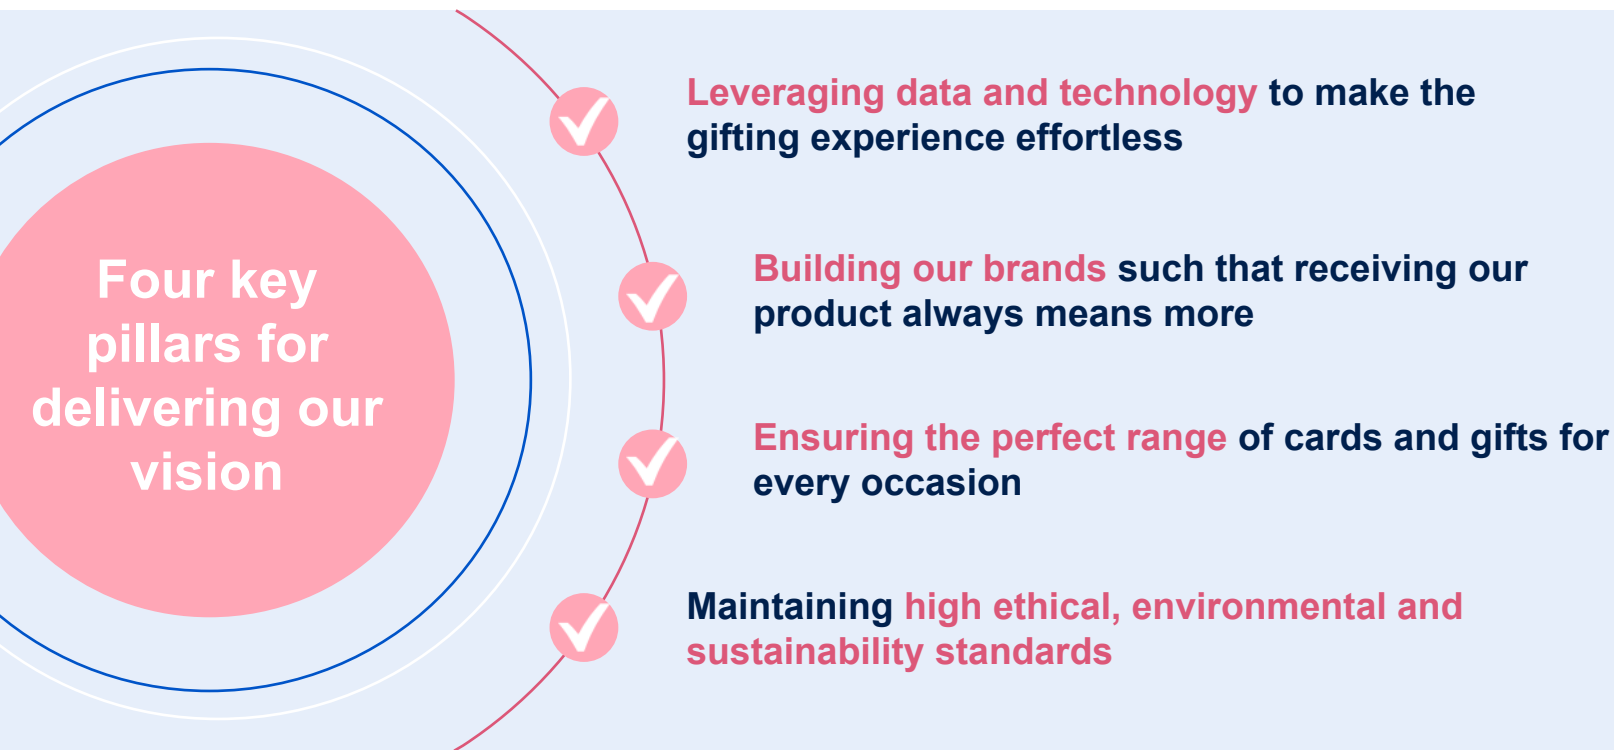 Four key
pillars for
delivering our
vision
Leveraging data and technology to make the
gifting experience effortless
Building our brands such that receiving our
product always means more
Ensuring the perfect range of cards and gifts for
every occasion
Maintaining high ethical, environmental and
sustainability standards